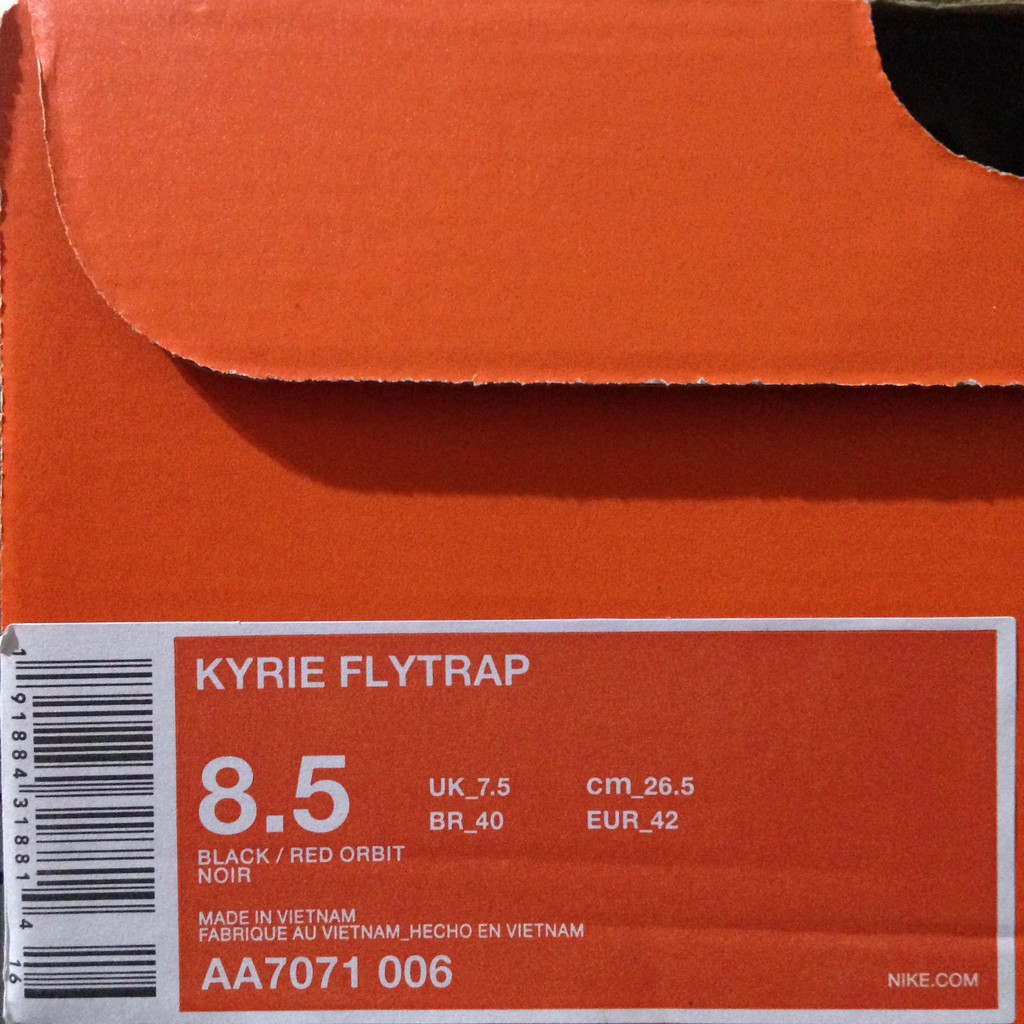 KYRIE FLYTRAP
8.5
UK_7.5 cm_26.5
BR_40 EUR_42
BLACK / RED ORBIT
NOIR
MADE IN VIETNAM
FABRIQUE AU VIETNAM_HECHO EN VIETNAM
AA7071 006
NIKE.COM
1 91884 31881 4 16